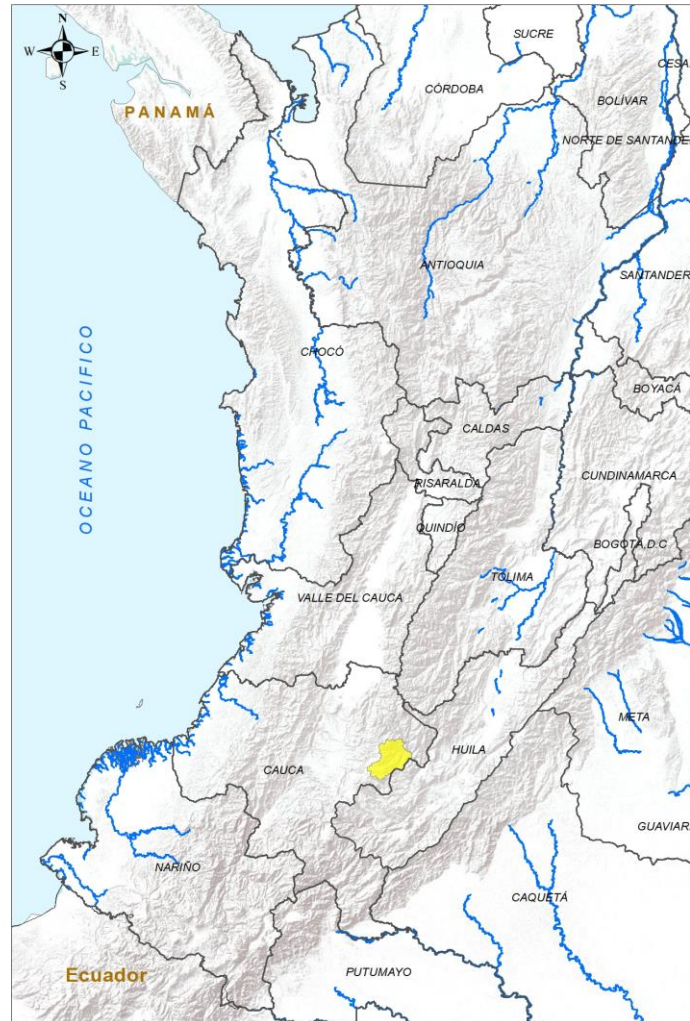 N
W E
S
SUCRE
CESA
CÓRDOBA
BOLÍVAR
PANAMÁ
NORTE DE SANTANDE
ANTIOQUIA
SANTANDER
OCEANO PACIFICO
CHOCÓ
BOYACÁ
CALDAS
RISARALDA
CUNDINAMARCA
QUINDÍO
BOGOTÁ, D.C
TOLIMA
VALLE DEL CAUCA
META
HUILA
CAUCA
GUAVIAR
NARIÑO
CAQUETÁ
Ecuador
PUTUMAYO